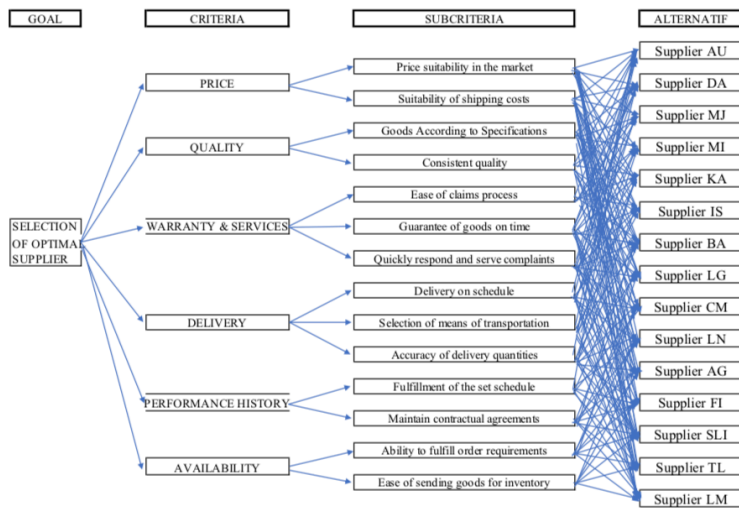 GOAL
CRITERIA
SUBCRITERIA
ALTERNATIF
SELECTION
OF OPTIMAL
SUPPLIER
PRICE
QUALITY
WARRANTY & SERVICES
DELIVERY
PERFORMANCE HISTORY
AVAILABILITY
Price suitability in the market
Suitability of shipping costs
Goods According to Specifications
Consistent quality
Ease of claims process
Guarantee of goods on time
Quickly respond and serve complaints
Delivery on schedule
Selection of means of transportation
Accuracy of delivery quantities
Fulfillment of the set schedule
Maintain contractual agreements
Ability to fulfill order requirements
Ease of sending goods for inventory
Supplier AU
Supplier DA
Supplier MJ
Supplier MI
Supplier KA
Supplier IS
Supplier BA
Supplier LG
Supplier CM
Supplier LN
Supplier AG
Supplier FI
Supplier SLI
Supplier TL
Supplier LM